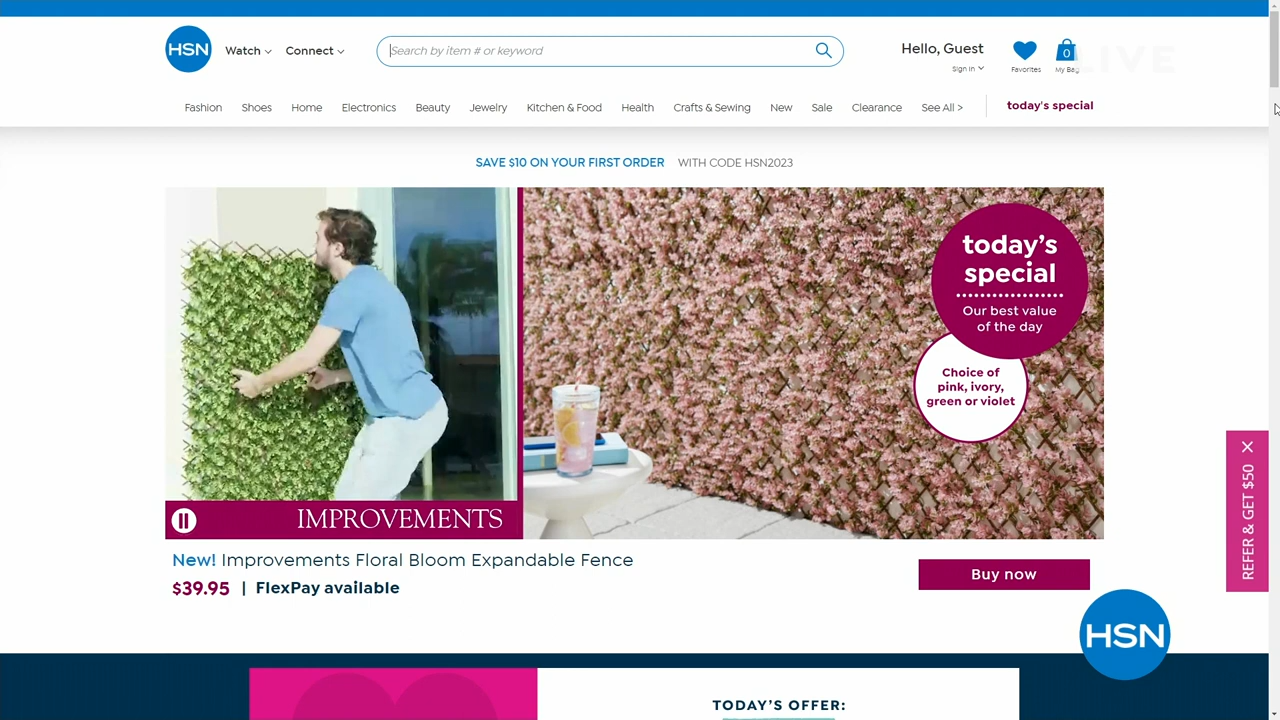 LIVE
HSN
Watch
Connect
Search by item # or keyword
Hello, Guest
Sign In
Favorites
0
My Bag
Fashion
Shoes
Home
Electronics
Beauty
Jewelry
Kitchen & Food
Health
Crafts & Sewing
New
Sale
Clearance
See All >
today's special
SAVE $10 ON YOUR FIRST ORDER WITH CODE HSN2023
today's
special
Our best value
of the day
Choice of
pink, ivory,
green or violet
IMPROVEMENTS
New! Improvements Floral Bloom Expandable Fence
$39.95 | FlexPay available
Buy now
REFER & GET $50
HSN
TODAY'S OFFER: